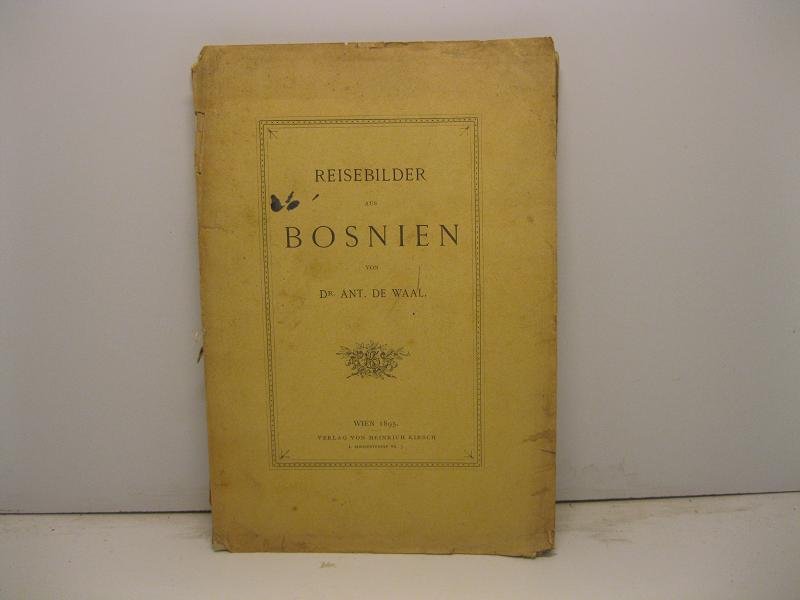 REISEBILDER
AUS
BOSNIEN
VON
DR. ANT. DE WAAL.
WIEN 1895.
VERLAG VON HEINRICH KIRSCH